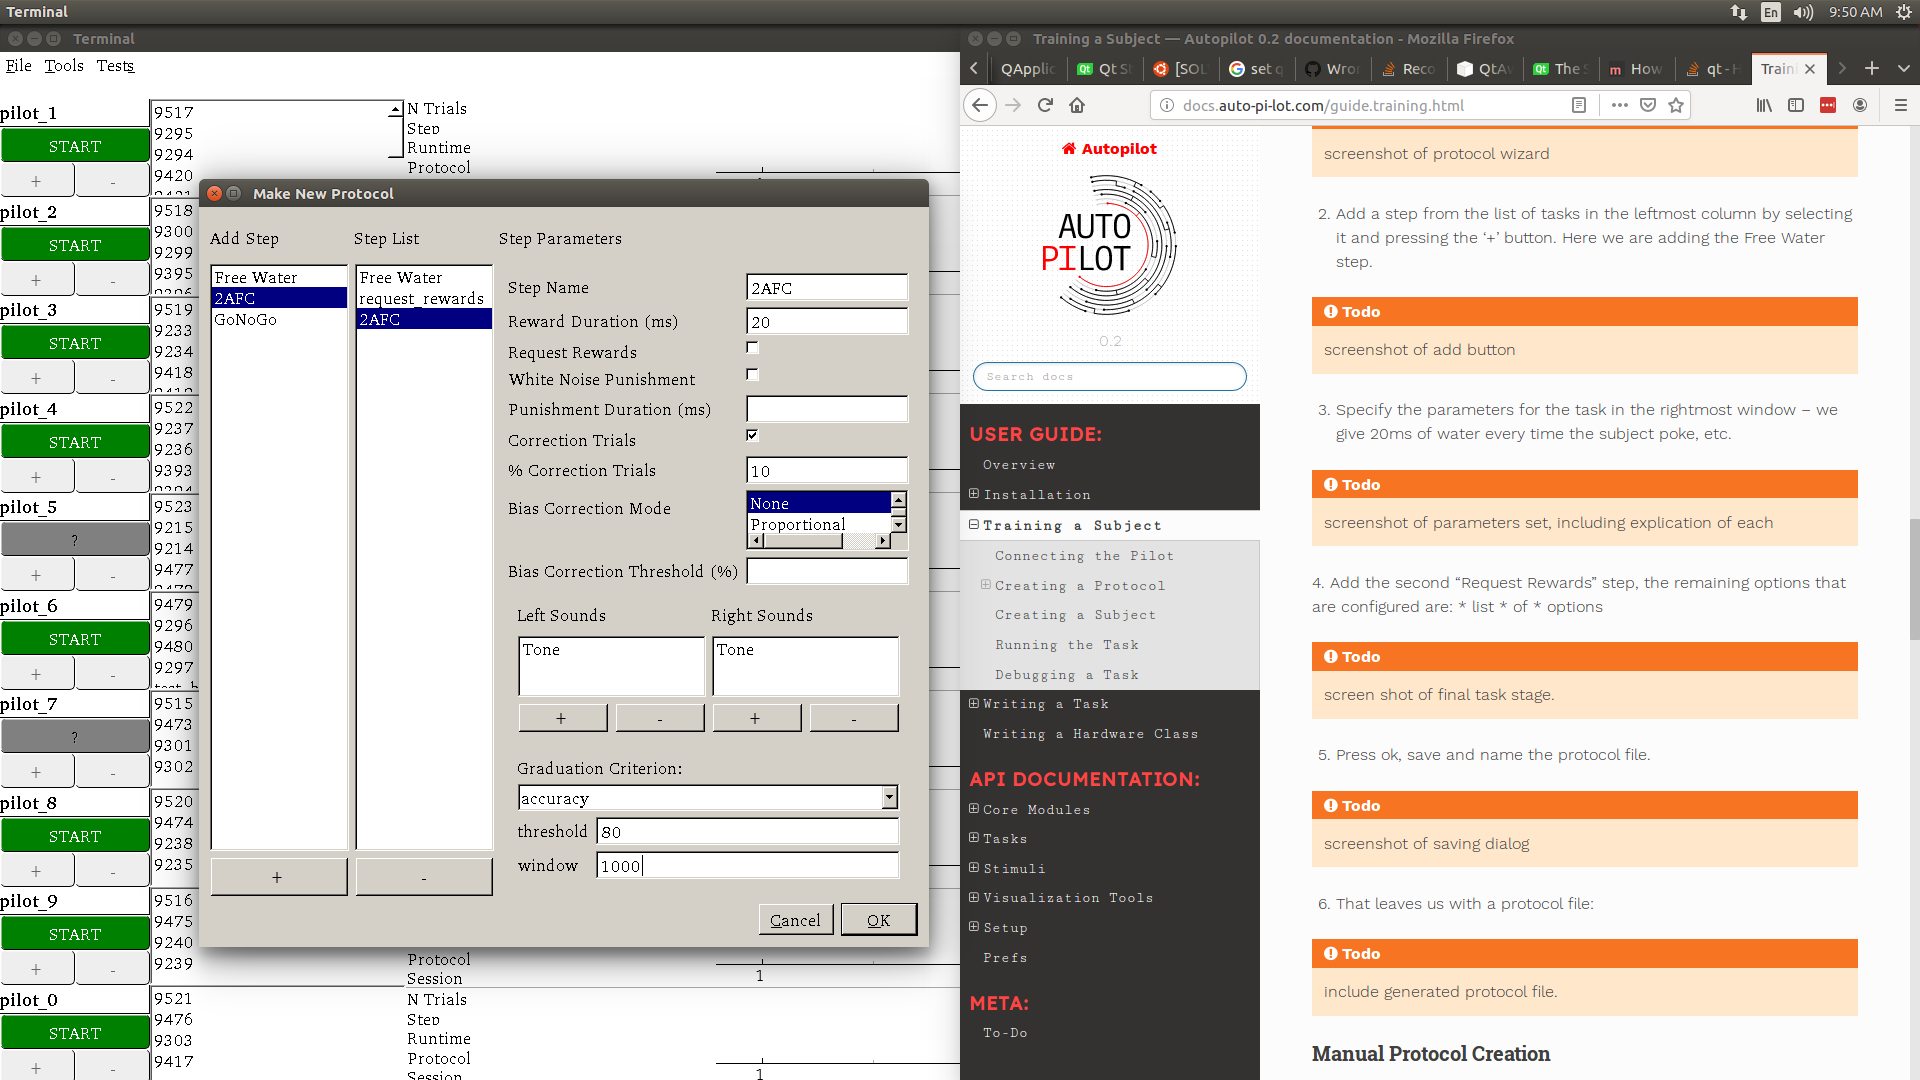 Terminal
En
9:50 AM
Terminal
File Tools Tests
pilot_1
START
+ -
9517
9295
9294
9420
N Trials
Step
Runtime
Protocol
pilot_2
START
+ -
9518
9300
9299
9395
pilot_3
START
+ -
9519
9233
9234
9418
pilot_4
START
+ -
9522
9237
9236
9393
pilot_5
?
+ -
9523
9215
9214
9477
pilot_6
START
+ -
9479
9296
9480
9297
pilot_7
?
+ -
9515
9473
9301
9302
pilot_8
START
+ -
9520
9474
9238
9235
pilot_9
START
+ -
9516
9475
9240
9239
Protocol
Session
1
pilot_0
START
+ -
9521
9476
9303
9417
N Trials
Step
Runtime
Protocol
Session
1
Make New Protocol
Add Step
Free Water
2AFC
GoNoGo
+
Step List
Free Water
request_rewards
2AFC
-
Step Parameters
Step Name 2AFC
Reward Duration (ms) 20
Request Rewards
White Noise Punishment
Punishment Duration (ms)
Correction Trials
% Correction Trials 10
Bias Correction Mode None
Proportional
Bias Correction Threshold (%)
Left Sounds Right Sounds
Tone Tone
+ - + -
Graduation Criterion:
accuracy
threshold 80
window 1000
Cancel OK
Training a Subject — Autopilot 0.2 documentation - Mozilla Firefox
QApplic Qt S [SOL set q Wro Reco QtA The S How qt - Train
docs.auto-pi-lot.com/guide.training.html
Autopilot
AUTO
PILOT
0.2
Search docs
USER GUIDE:
Overview
Installation
Training a Subject
Connecting the Pilot
Creating a Protocol
Creating a Subject
Running the Task
Debugging a Task
Writing a Task
Writing a Hardware Class
API DOCUMENTATION:
Core Modules
Tasks
Stimuli
Visualization Tools
Setup
Prefs
META:
To-Do
screenshot of protocol wizard
2. Add a step from the list of tasks in the leftmost column by selecting
it and pressing the ‘+’ button. Here we are adding the Free Water
step.
Todo
screenshot of add button
3. Specify the parameters for the task in the rightmost window – we
give 20ms of water every time the subject poke, etc.
Todo
screenshot of parameters set, including explication of each
4. Add the second “Request Rewards” step, the remaining options that
are configured are: * list * of * options
Todo
screen shot of final task stage.
5. Press ok, save and name the protocol file.
Todo
screenshot of saving dialog
6. That leaves us with a protocol file:
Todo
include generated protocol file.
Manual Protocol Creation